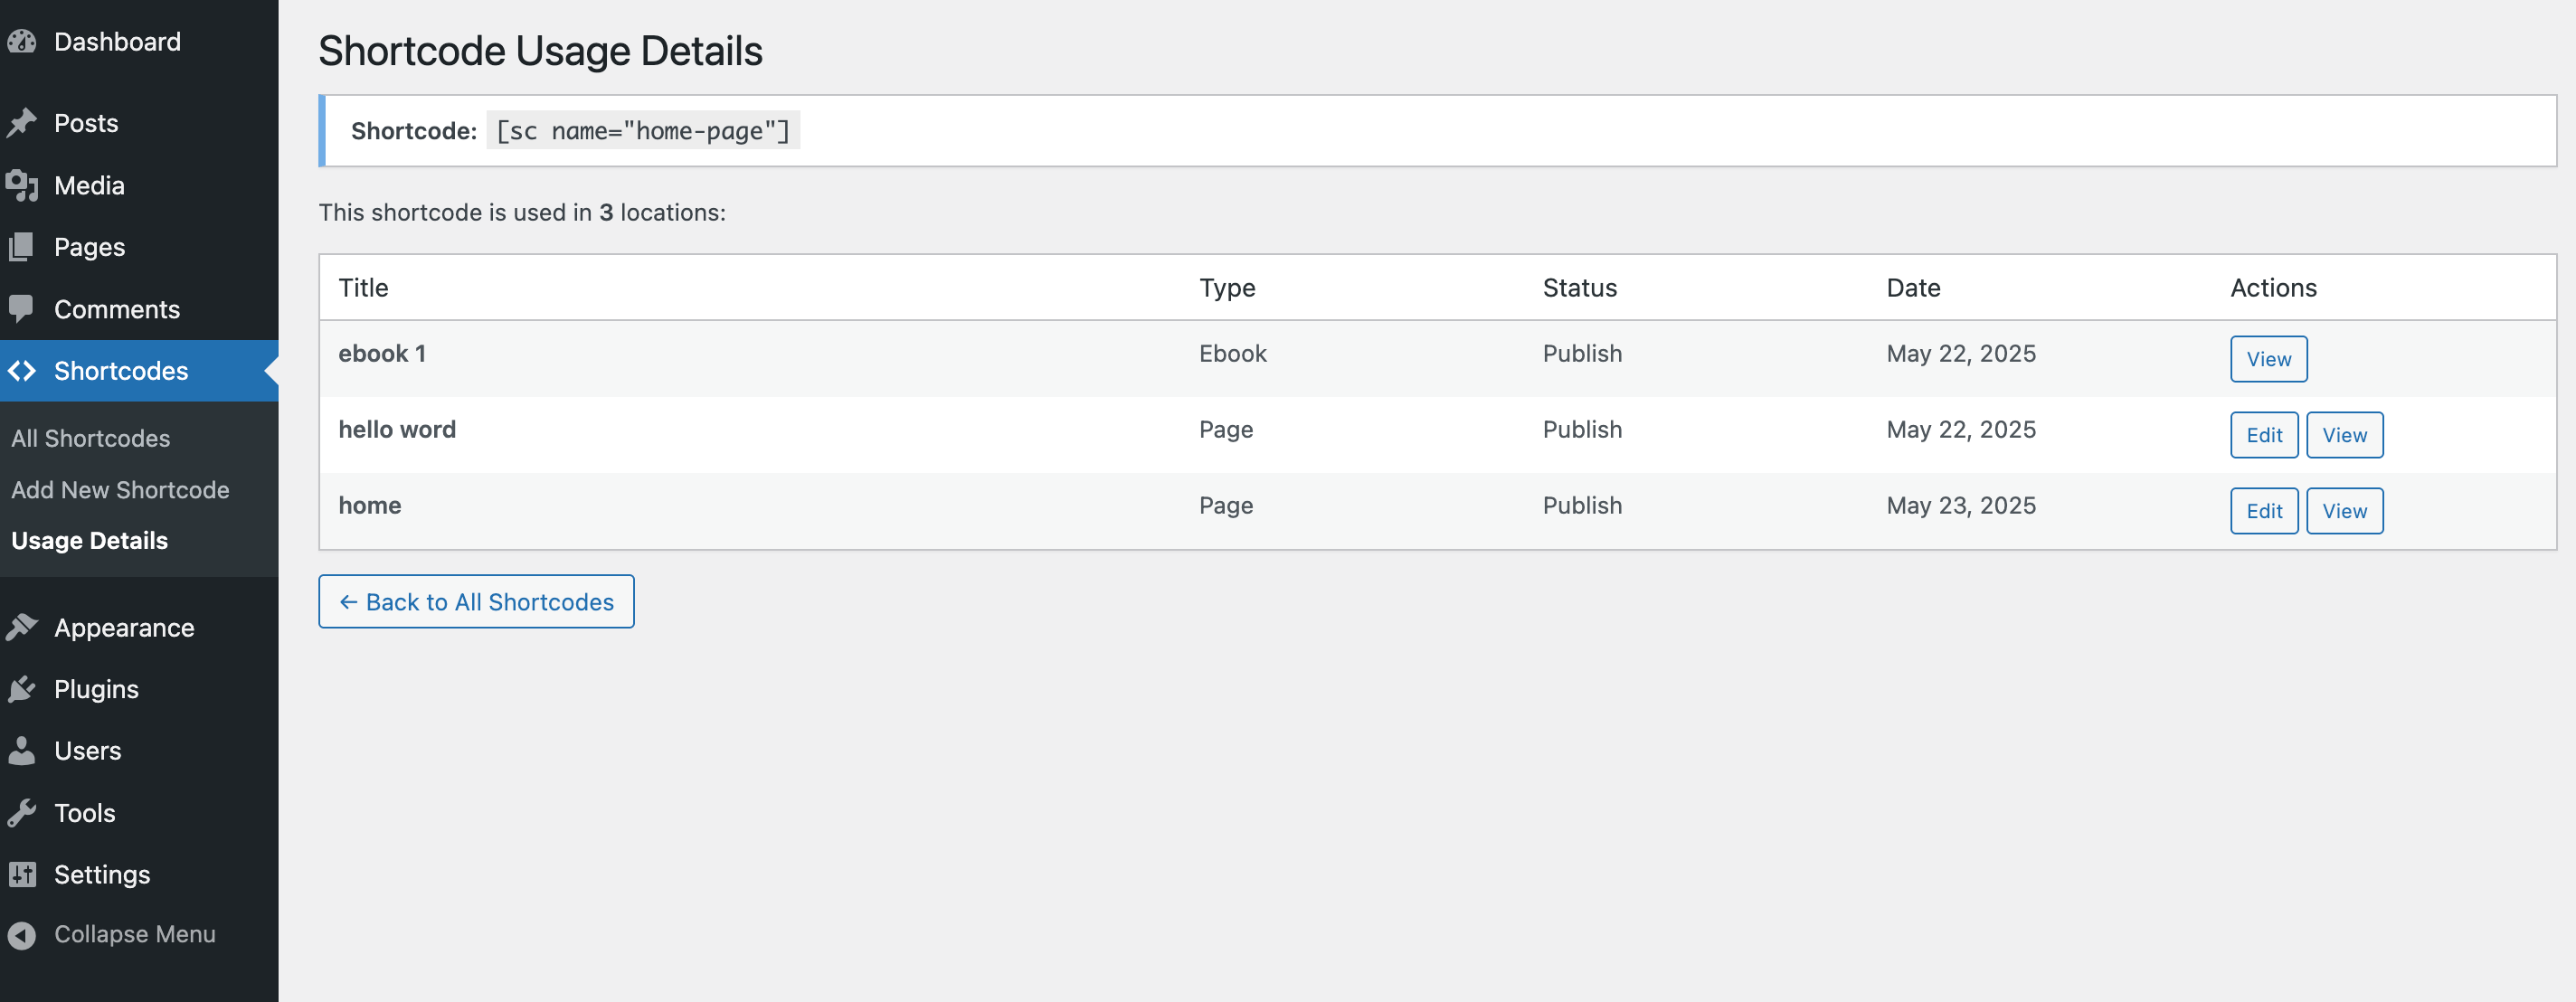 Dashboard
Posts
Media
Pages
Comments
Shortcodes
All Shortcodes
Add New Shortcode
Usage Details
Appearance
Plugins
Users
Tools
Settings
Collapse Menu
Shortcode Usage Details
Shortcode: [sc name="home-page"]
This shortcode is used in 3 locations:
Title Type Status Date Actions
ebook 1 Ebook Publish May 22, 2025 View
hello word Page Publish May 22, 2025 Edit View
home Page Publish May 23, 2025 Edit View
← Back to All Shortcodes